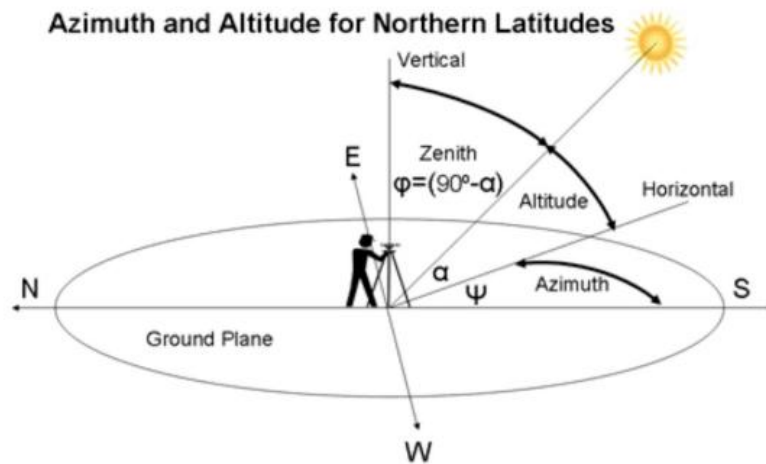 Azimuth and Altitude for Northern Latitudes
Vertical
E
Zenith
φ=(90º-α)
Altitude
Horizontal
α
Ψ
Azimuth
N
S
Ground Plane
W